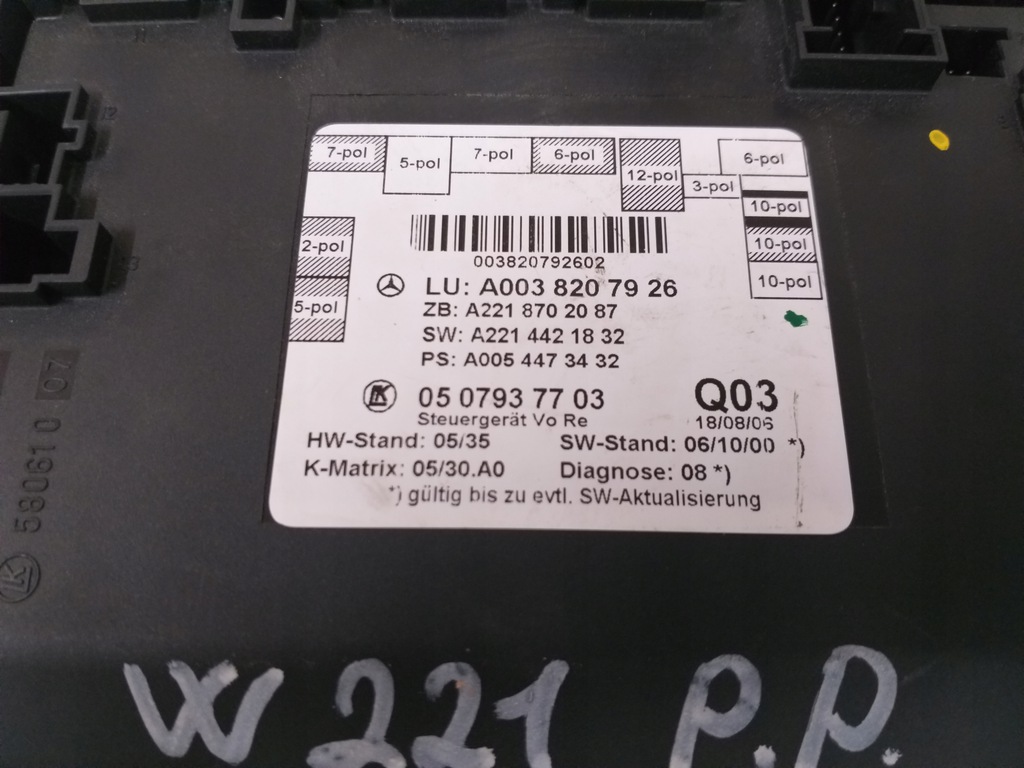 7-pol 5-pol 7-pol 6-pol 12-pol 3-pol 6-pol
10-pol
10-pol
10-pol
2-pol
5-pol
003820792602
LU: A003 820 79 26
ZB: A221 870 20 87
SW: A221 442 18 32
PS: A005 447 34 32
05 0793 77 03 Q03
Steuergerät Vo Re 18/08/06
HW-Stand: 05/35 SW-Stand: 06/10/00 *)
K-Matrix: 05/30.A0 Diagnose: 08 *)
*) gültig bis zu evtl. SW-Aktualisierung
LK 580610 07
W 221 P.P.